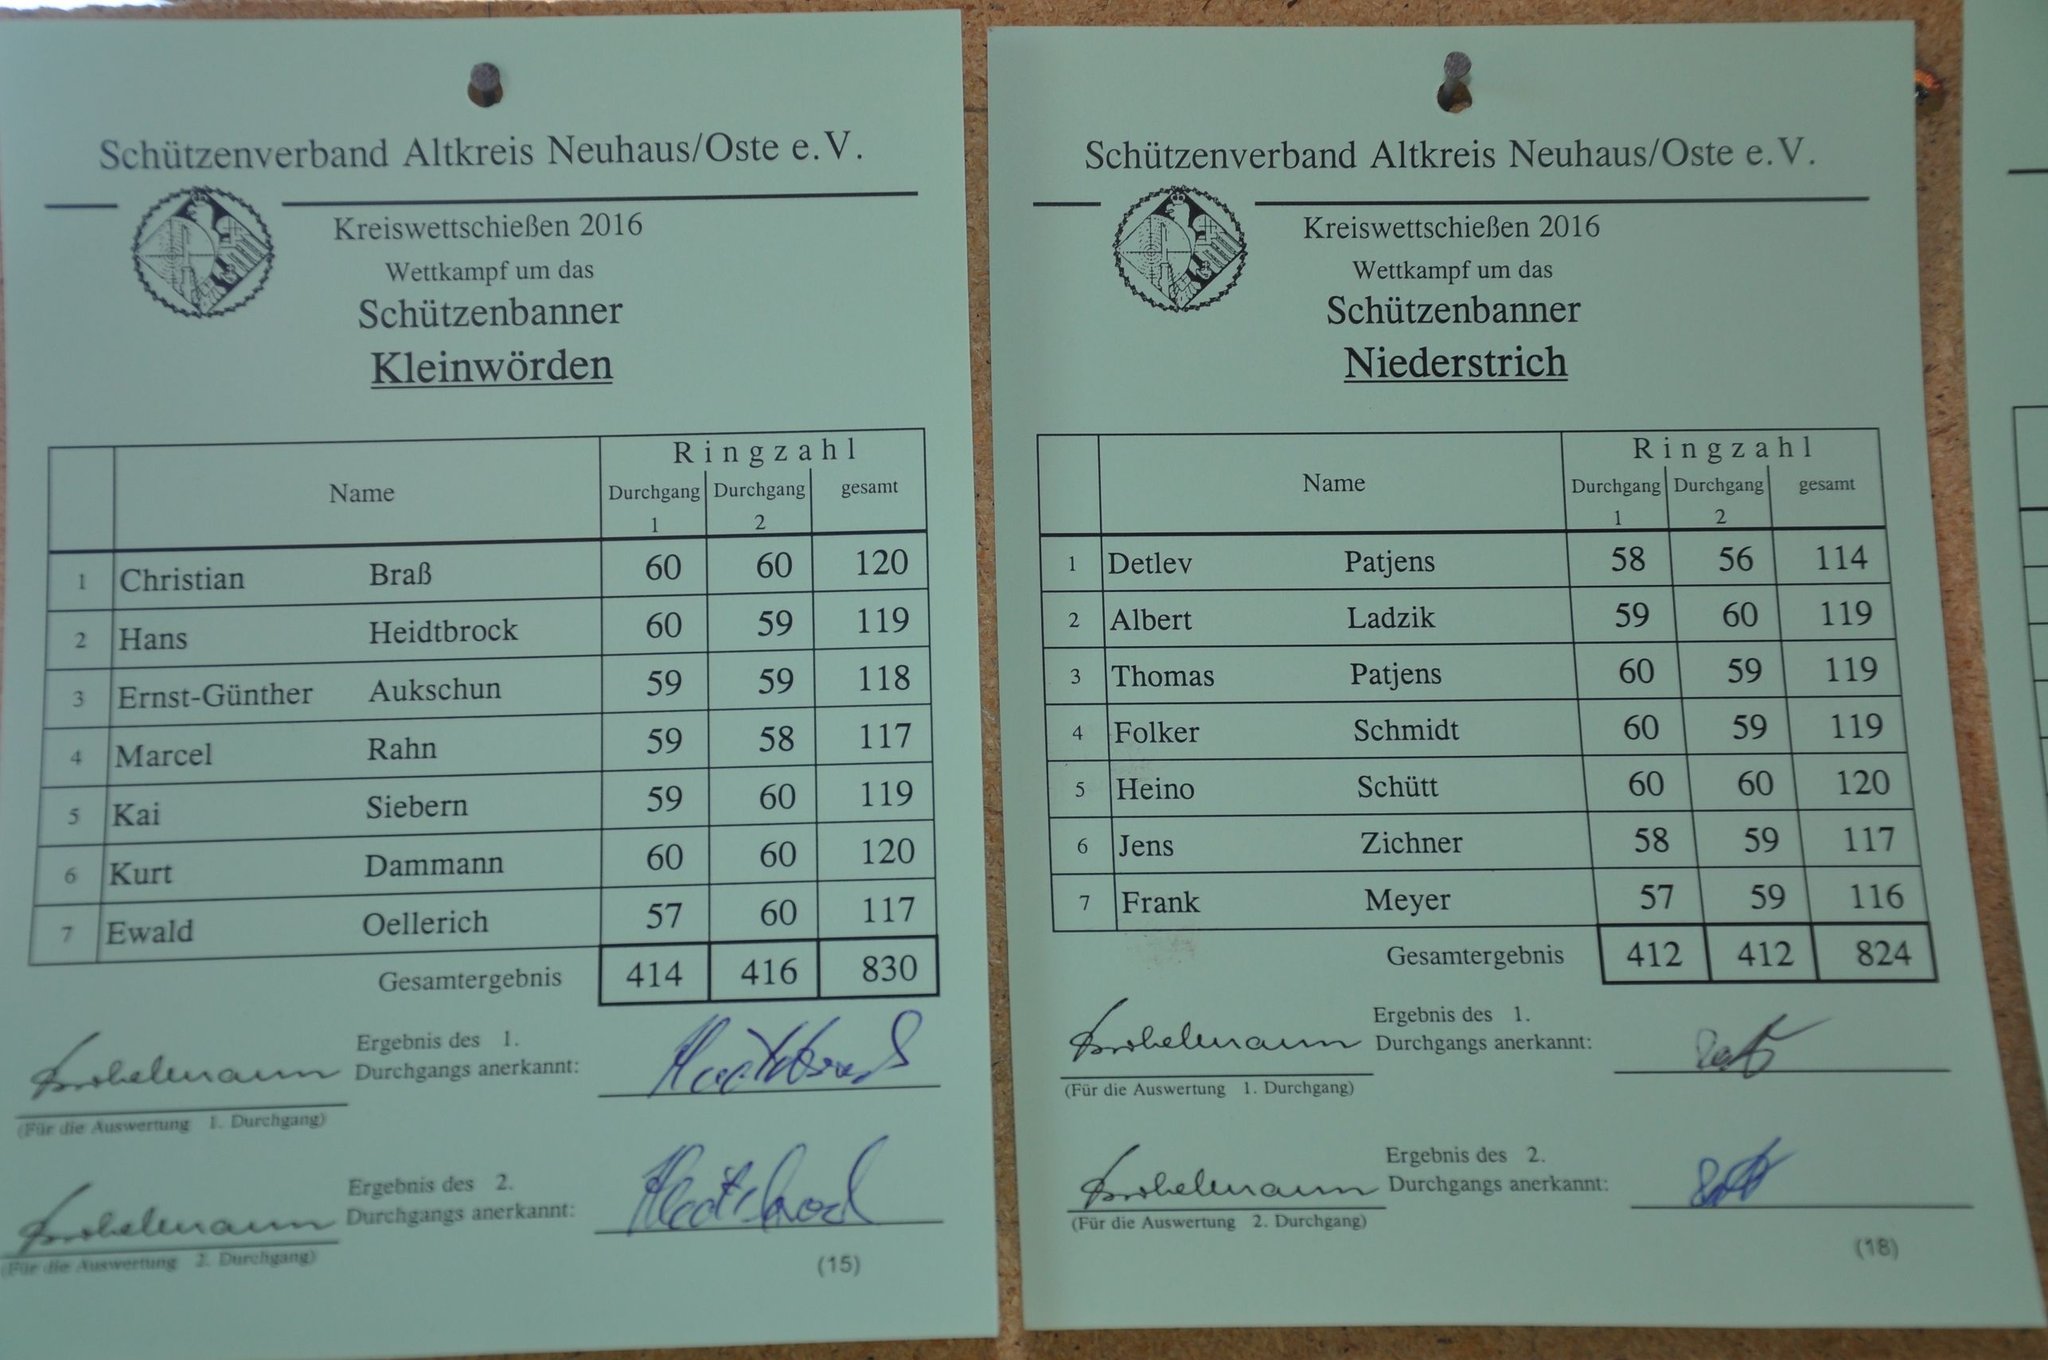 Schützenverband Altkreis Neuhaus/Oste e.V.
Kreiswettschießen 2016
Wettkampf um das
Schützenbanner
Kleinwörden
Name Ringzahl
Durchgang 1 Durchgang 2 gesamt
1 Christian Braß 60 60 120
2 Hans Heidtbrock 60 59 119
3 Ernst-Günther Aukschun 59 59 118
4 Marcel Rahn 59 58 117
5 Kai Siebern 59 60 119
6 Kurt Dammann 60 60 120
7 Ewald Oellerich 57 60 117
Gesamtergebnis 414 416 830
Ergebnis des 1.
Durchgangs anerkannt:
(Für die Auswertung 1. Durchgang)
Ergebnis des 2.
Durchgangs anerkannt:
(Für die Auswertung 2. Durchgang)
(15)
Schützenverband Altkreis Neuhaus/Oste e.V.
Kreiswettschießen 2016
Wettkampf um das
Schützenbanner
Niederstrich
Name Ringzahl
Durchgang 1 Durchgang 2 gesamt
1 Detlev Patjens 58 56 114
2 Albert Ladzik 59 60 119
3 Thomas Patjens 60 59 119
4 Folker Schmidt 60 59 119
5 Heino Schütt 60 60 120
6 Jens Zichner 58 59 117
7 Frank Meyer 57 59 116
Gesamtergebnis 412 412 824
Ergebnis des 1.
Durchgangs anerkannt:
(Für die Auswertung 1. Durchgang)
Ergebnis des 2.
Durchgangs anerkannt:
(Für die Auswertung 2. Durchgang)
(18)